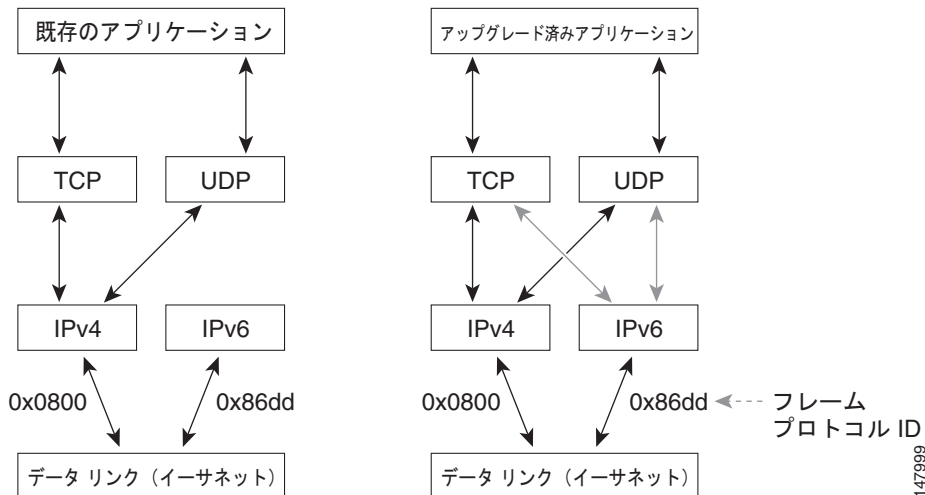 既存のアプリケーション
アップグレード済みアプリケーション
TCP
UDP
TCP
UDP
IPv4
IPv6
IPv4
IPv6
0x0800
0x86dd
0x0800
0x86dd
フレーム
プロトコル ID
データ リンク（イーサネット）
データ リンク（イーサネット）
147999